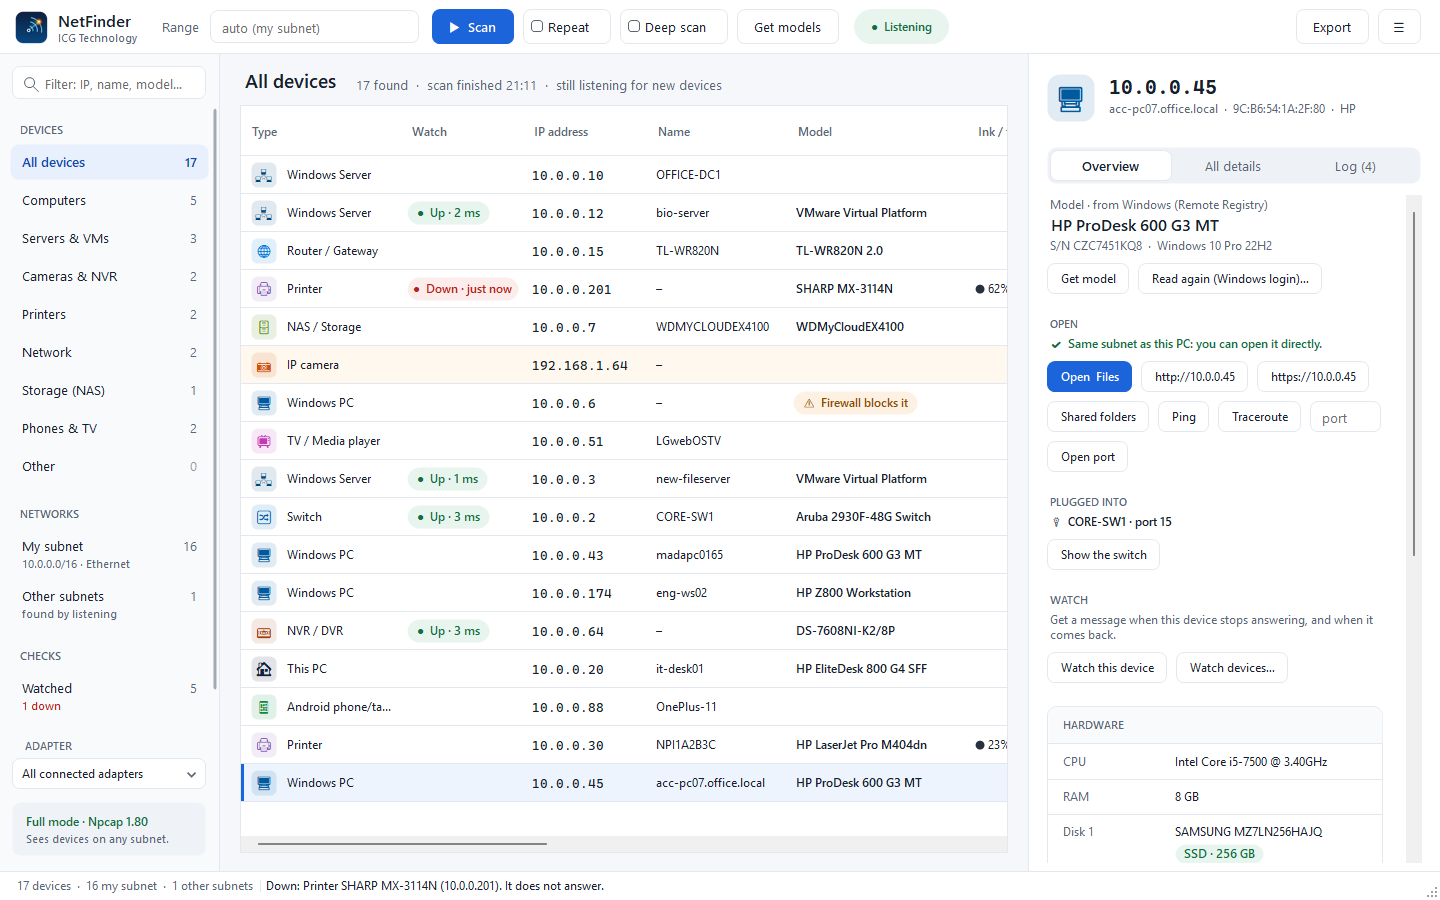 NetFinder
ICG Technology
Range
auto (my subnet)
Scan
Repeat
Deep scan
Get models
Listening
Export
Filter: IP, name, model...
DEVICES
All devices 17
Computers 5
Servers & VMs 3
Cameras & NVR 2
Printers 2
Network 2
Storage (NAS) 1
Phones & TV 2
Other 0
NETWORKS
My subnet 16
10.0.0.0/16 · Ethernet
Other subnets 1
found by listening
CHECKS
Watched 5
1 down
ADAPTER
All connected adapters
Full mode · Npcap 1.80
Sees devices on any subnet.
All devices 17 found · scan finished 21:11 · still listening for new devices
Type Watch IP address Name Model Ink /
Windows Server 10.0.0.10 OFFICE-DC1
Windows Server Up · 2 ms 10.0.0.12 bio-server VMware Virtual Platform
Router / Gateway 10.0.0.15 TL-WR820N TL-WR820N 2.0
Printer Down · just now 10.0.0.201 – SHARP MX-3114N 62%
NAS / Storage 10.0.0.7 WDMYCLOUDEX4100 WDMyCloudEX4100
IP camera 192.168.1.64 –
Windows PC 10.0.0.6 – Firewall blocks it
TV / Media player 10.0.0.51 LGwebOSTV
Windows Server Up · 1 ms 10.0.0.3 new-fileserver VMware Virtual Platform
Switch Up · 3 ms 10.0.0.2 CORE-SW1 Aruba 2930F-48G Switch
Windows PC 10.0.0.43 madapc0165 HP ProDesk 600 G3 MT
Windows PC 10.0.0.174 eng-ws02 HP Z800 Workstation
NVR / DVR Up · 3 ms 10.0.0.64 – DS-7608NI-K2/8P
This PC 10.0.0.20 it-desk01 HP EliteDesk 800 G4 SFF
Android phone/ta... 10.0.0.88 OnePlus-11
Printer 10.0.0.30 NPI1A2B3C HP LaserJet Pro M404dn 23%
Windows PC 10.0.0.45 acc-pc07.office.local HP ProDesk 600 G3 MT
10.0.0.45
acc-pc07.office.local · 9C:B6:54:1A:2F:80 · HP
Overview All details Log (4)
Model · from Windows (Remote Registry)
HP ProDesk 600 G3 MT
S/N CZC7451KQ8 · Windows 10 Pro 22H2
Get model Read again (Windows login)...
OPEN
Same subnet as this PC: you can open it directly.
Open Files http://10.0.0.45 https://10.0.0.45
Shared folders Ping Traceroute port
Open port
PLUGGED INTO
CORE-SW1 · port 15
Show the switch
WATCH
Get a message when this device stops answering, and when it
comes back.
Watch this device Watch devices...
HARDWARE
CPU Intel Core i5-7500 @ 3.40GHz
RAM 8 GB
Disk 1 SAMSUNG MZ7LN256HAJQ
SSD · 256 GB
17 devices · 16 my subnet · 1 other subnets Down: Printer SHARP MX-3114N (10.0.0.201). It does not answer.